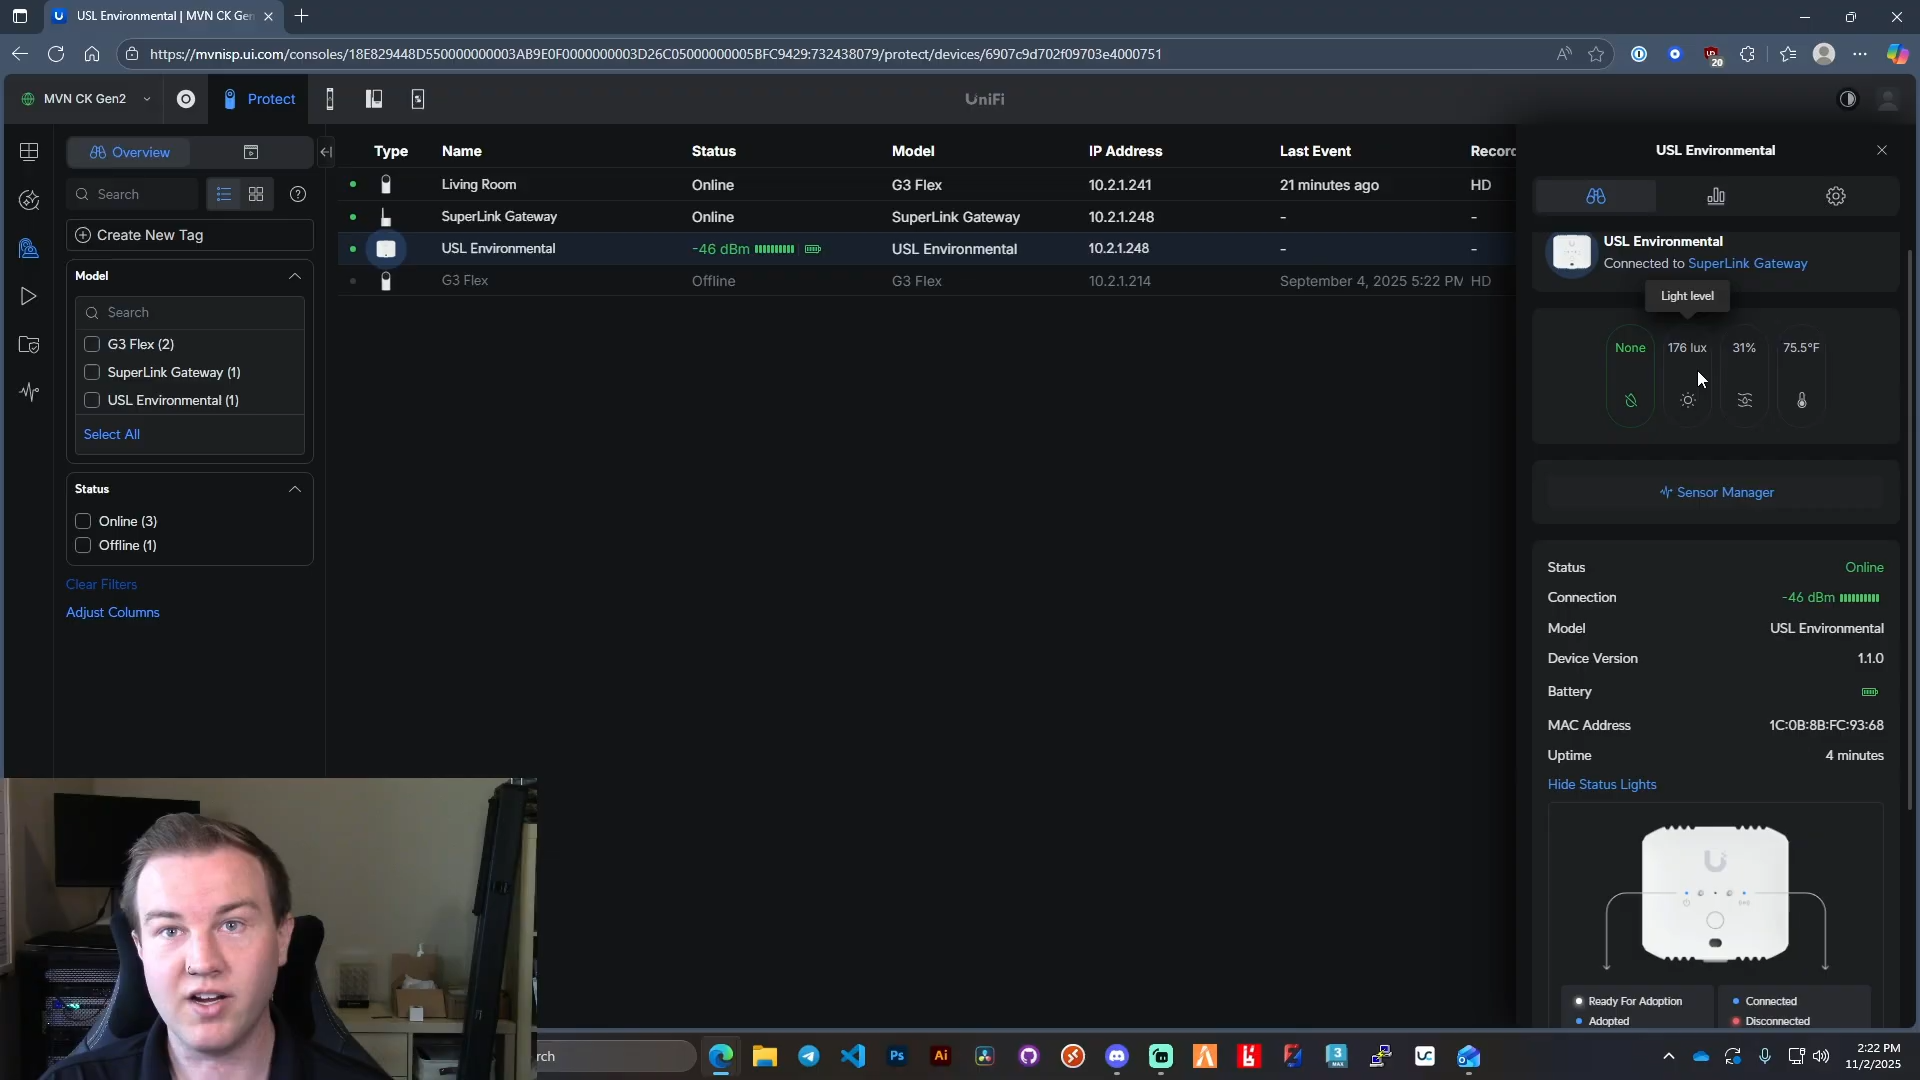 USL Environmental | MVN CK Gen
https://mvnisp.ui.com/consoles/18E829448D550000000003AB9E0F0000000003D26C05000000005BFC9429:732438079/protect/devices/6907c9d702f09703e4000751
20
MVN CK Gen2
Protect
UniFi
Overview
Search
Create New Tag
Model
Search
G3 Flex (2)
SuperLink Gateway (1)
USL Environmental (1)
Select All
Status
Online (3)
Offline (1)
Clear Filters
Adjust Columns
Type Name Status Model IP Address Last Event Record
Living Room Online G3 Flex 10.2.1.241 21 minutes ago HD
SuperLink Gateway Online SuperLink Gateway 10.2.1.248 - -
USL Environmental -46 dBm USL Environmental 10.2.1.248 - -
G3 Flex Offline G3 Flex 10.2.1.214 September 4, 2025 5:22 PM HD
USL Environmental
USL Environmental
Connected to SuperLink Gateway
Light level
None 176 lux 31% 75.5°F
Sensor Manager
Status Online
Connection -46 dBm
Model USL Environmental
Device Version 1.1.0
Battery
MAC Address 1C:0B:8B:FC:93:68
Uptime 4 minutes
Hide Status Lights
Ready For Adoption Connected
Adopted Disconnected
rch
Ps
Ai
3
MAX
2:22 PM
11/2/2025